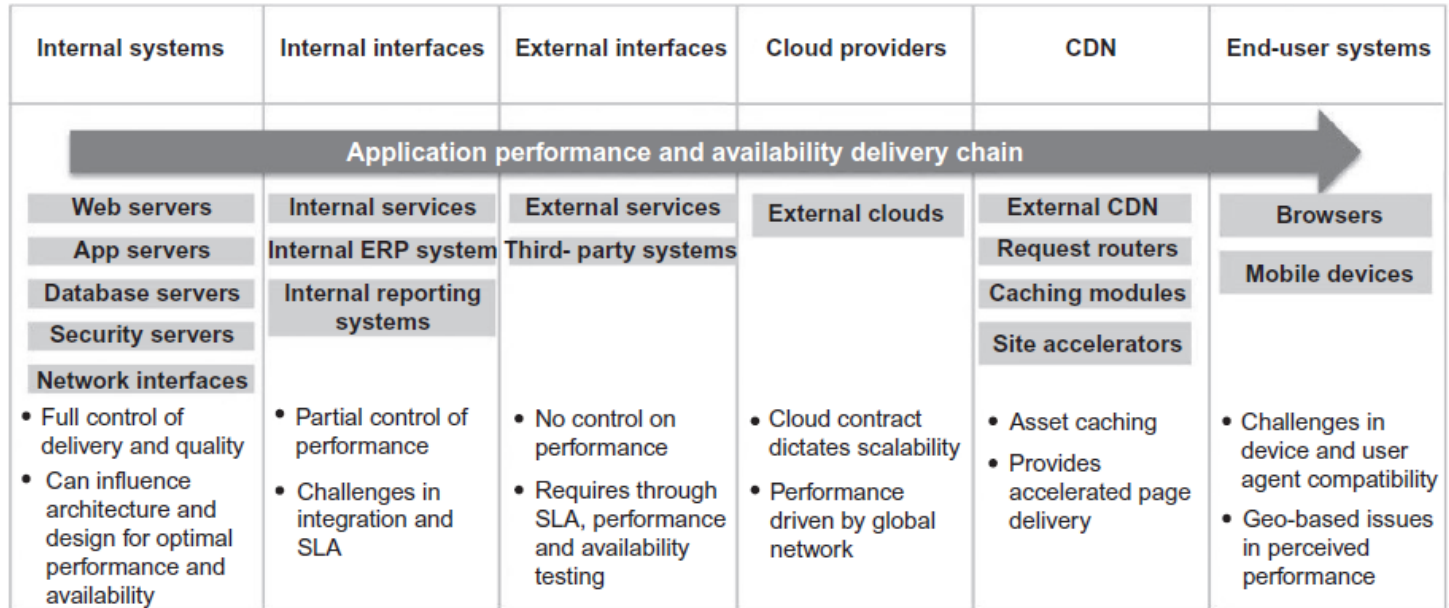 Internal systems
Internal interfaces
External interfaces
Cloud providers
CDN
End-user systems
Application performance and availability delivery chain
Web servers
App servers
Database servers
Security servers
Network interfaces
• Full control of
delivery and quality
• Can influence
architecture and
design for optimal
performance and
availability
Internal services
Internal ERP system
Internal reporting
systems
• Partial control of
performance
• Challenges in
integration and
SLA
External services
Third- party systems
• No control on
performance
• Requires through
SLA, performance
and availability
testing
External clouds
• Cloud contract
dictates scalability
• Performance
driven by global
network
External CDN
Request routers
Caching modules
Site accelerators
• Asset caching
• Provides
accelerated page
delivery
Browsers
Mobile devices
• Challenges in
device and user
agent compatibility
• Geo-based issues
in perceived
performance